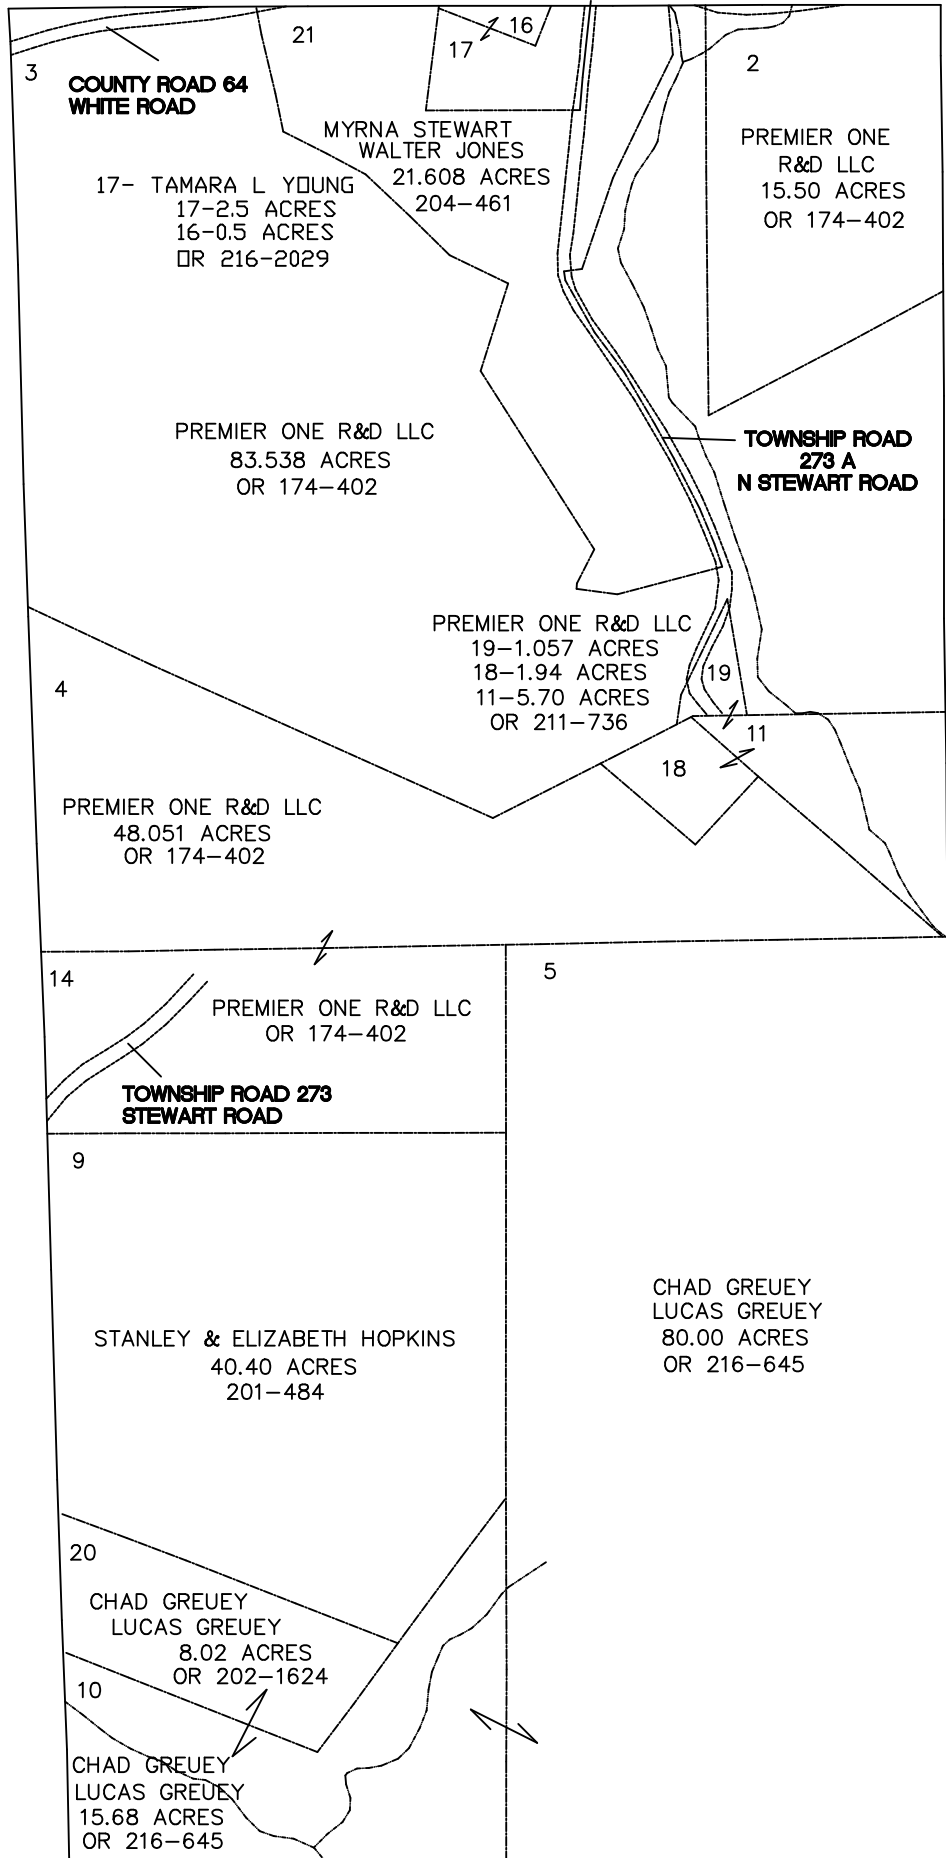 21
16
17
3
2
COUNTY ROAD 64
WHITE ROAD
MYRNA STEWART
WALTER JONES
21.608 ACRES
204-461
PREMIER ONE
R&D LLC
15.50 ACRES
OR 174-402
17- TAMARA L YOUNG
17-2.5 ACRES
16-0.5 ACRES
OR 216-2029
PREMIER ONE R&D LLC
83.538 ACRES
OR 174-402
TOWNSHIP ROAD
273 A
N STEWART ROAD
PREMIER ONE R&D LLC
19-1.057 ACRES
18-1.94 ACRES
11-5.70 ACRES
OR 211-736
19
4
11
18
PREMIER ONE R&D LLC
48.051 ACRES
OR 174-402
14
5
PREMIER ONE R&D LLC
OR 174-402
TOWNSHIP ROAD 273
STEWART ROAD
9
CHAD GREUEY
LUCAS GREUEY
80.00 ACRES
OR 216-645
STANLEY & ELIZABETH HOPKINS
40.40 ACRES
201-484
20
CHAD GREUEY
LUCAS GREUEY
8.02 ACRES
OR 202-1624
10
CHAD GREUEY
LUCAS GREUEY
15.68 ACRES
OR 216-645